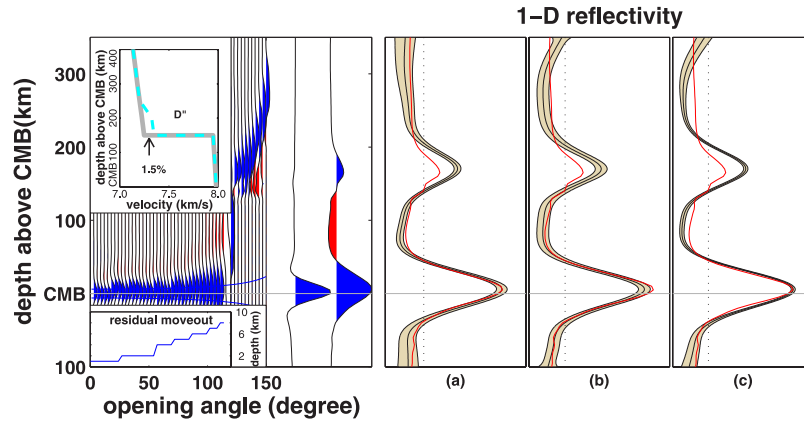 1−D reflectivity
depth above CMB(km)
300
200
100
CMB
100
depth above CMB (km)
400
300
200
100
CMB
D"
1.5%
7.0
7.5
8.0
velocity (km/s)
residual moveout
10
8
6
4
2
depth (km)
0
50
100
150
opening angle (degree)
(a)
(b)
(c)